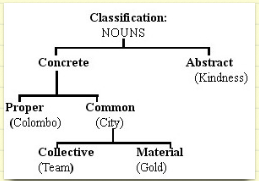 Classification:
NOUNS
Concrete Abstract
(Kindness)
Proper Common
(Colombo) (City)
Collective Material
(Team) (Gold)